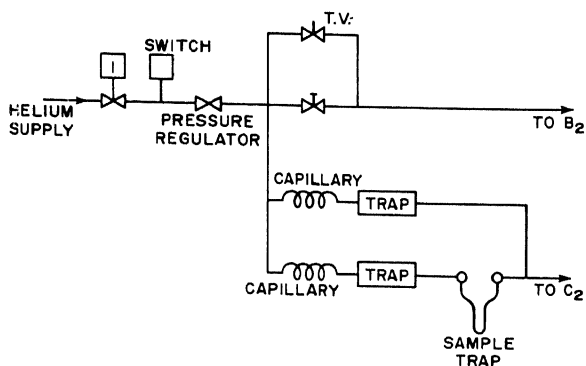 T.V.
SWITCH
I
HELIUM
SUPPLY
PRESSURE
REGULATOR
TO B2
CAPILLARY
TRAP
CAPILLARY
TRAP
TO C2
SAMPLE
TRAP